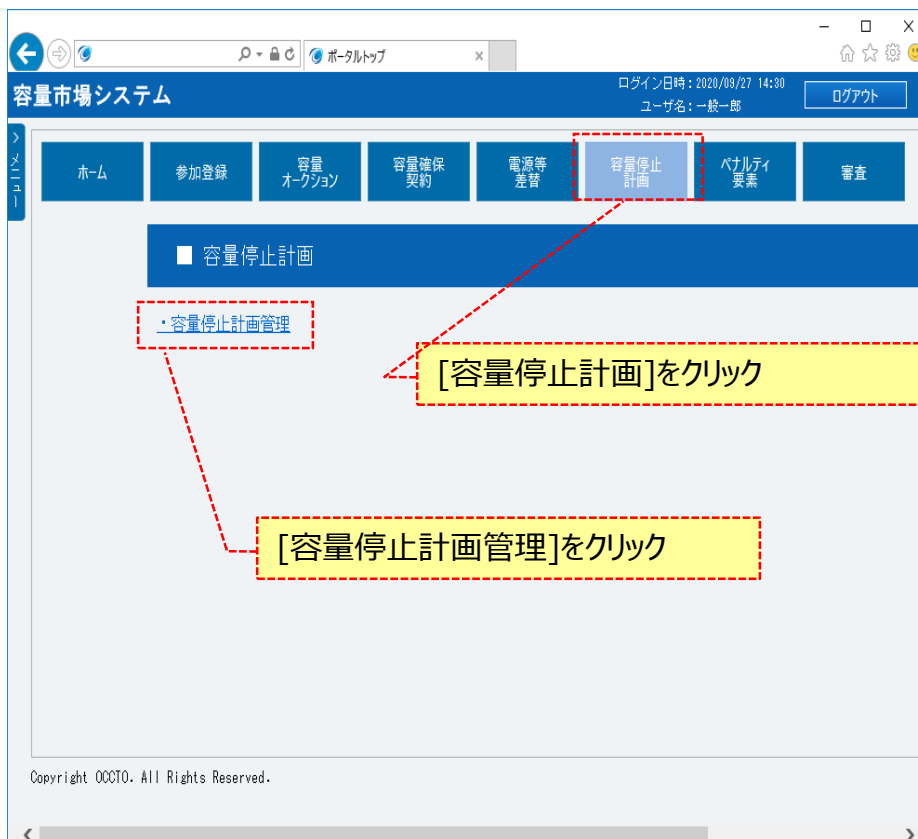 ポータルトップ
容量市場システム
ログイン日時:2020/09/27 14:30
ユーザ名:一般一郎
ログアウト
メニュー
ホーム
参加登録
容量
オークション
容量確保
契約
電源等
差替
容量停止
計画
ペナルティ
要素
審査
■ 容量停止計画
・容量停止計画管理
[容量停止計画]をクリック
[容量停止計画管理]をクリック
Copyright OCCTO. All Rights Reserved.